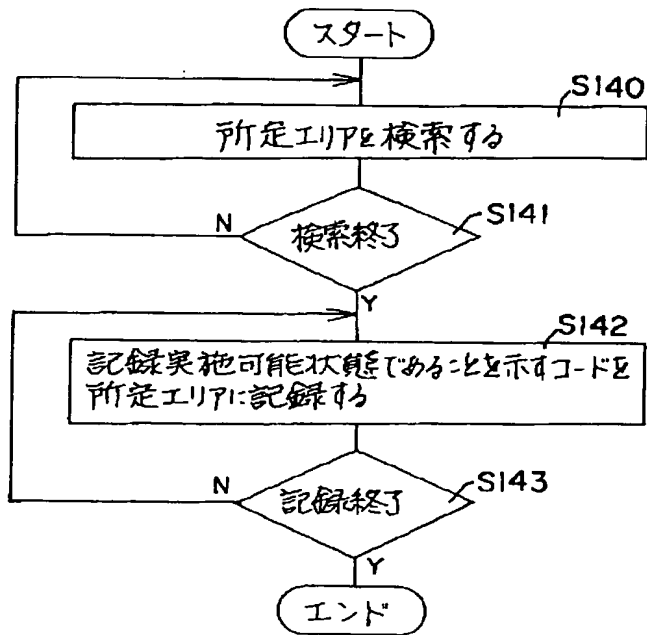 スタート
S140
所定エリアを検索する
N
検索終了
S141
Y
S142
記録実施可能状態であることを示すコードを
所定エリアに記録する
N
記録終了
S143
Y
エンド